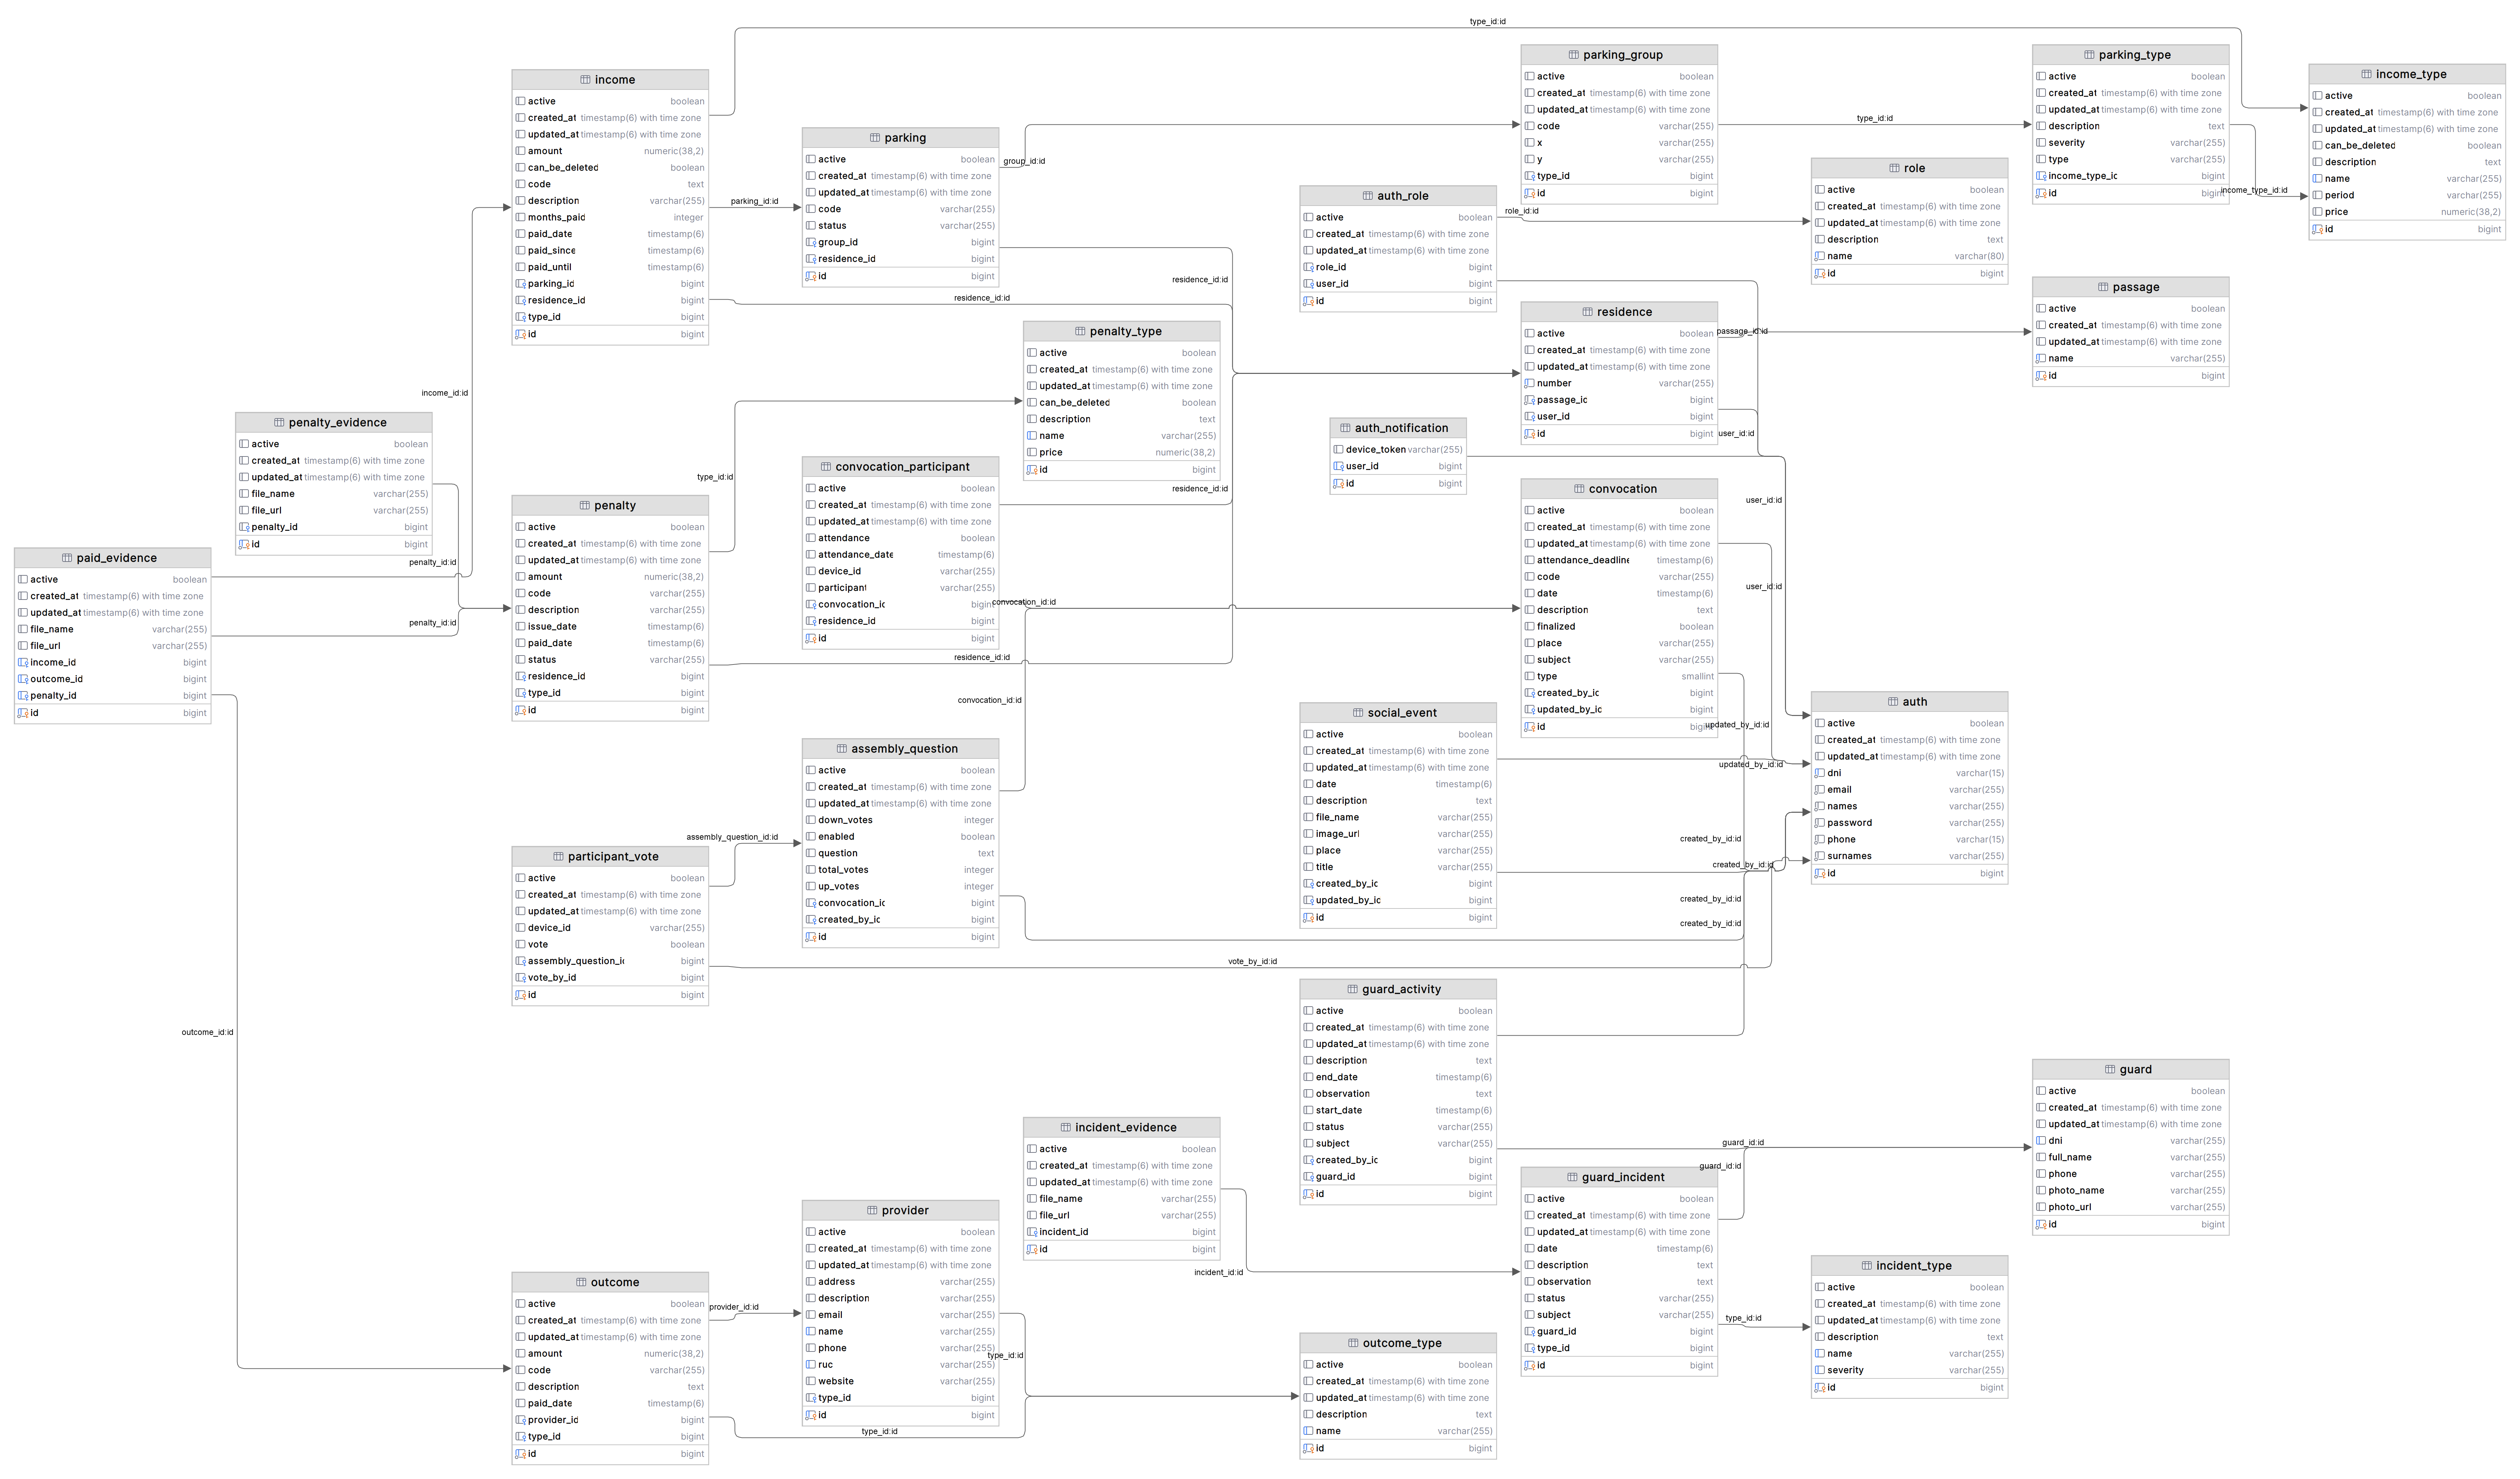 type_id:id
income
active boolean
created_at timestamp(6) with time zone
updated_at timestamp(6) with time zone
amount numeric(38,2)
can_be_deleted boolean
code text
description varchar(255)
months_paid integer
paid_date timestamp(6)
paid_since timestamp(6)
paid_until timestamp(6)
parking_id bigint
residence_id bigint
type_id bigint
id bigint
parking_id:id
residence_id:id
parking
active boolean
created_at timestamp(6) with time zone
updated_at timestamp(6) with time zone
code varchar(255)
status varchar(255)
group_id bigint
residence_id bigint
id bigint
group_id:id
residence_id:id
parking_group
active boolean
created_at timestamp(6) with time zone
updated_at timestamp(6) with time zone
code varchar(255)
x varchar(255)
y varchar(255)
type_id bigint
id bigint
type_id:id
parking_type
active boolean
created_at timestamp(6) with time zone
updated_at timestamp(6) with time zone
description text
severity varchar(255)
type varchar(255)
income_type_id bigint
id bigint
income_type_id:id
income_type
active boolean
created_at timestamp(6) with time zone
updated_at timestamp(6) with time zone
can_be_deleted boolean
description text
name varchar(255)
period varchar(255)
price numeric(38,2)
id bigint
auth_role
active boolean
created_at timestamp(6) with time zone
updated_at timestamp(6) with time zone
role_id bigint
user_id bigint
id bigint
role_id:id
role
active boolean
created_at timestamp(6) with time zone
updated_at timestamp(6) with time zone
description text
name varchar(80)
id bigint
penalty_type
active boolean
created_at timestamp(6) with time zone
updated_at timestamp(6) with time zone
can_be_deleted boolean
description text
name varchar(255)
price numeric(38,2)
id bigint
residence
active boolean
created_at timestamp(6) with time zone
updated_at timestamp(6) with time zone
number varchar(255)
passage_id bigint
user_id bigint
id bigint
passage_id:id
user_id:id
passage
active boolean
created_at timestamp(6) with time zone
updated_at timestamp(6) with time zone
name varchar(255)
id bigint
income_id:id
penalty_evidence
active boolean
created_at timestamp(6) with time zone
updated_at timestamp(6) with time zone
file_name varchar(255)
file_url varchar(255)
penalty_id bigint
id bigint
penalty_id:id
paid_evidence
active boolean
created_at timestamp(6) with time zone
updated_at timestamp(6) with time zone
file_name varchar(255)
file_url varchar(255)
income_id bigint
outcome_id bigint
penalty_id bigint
id bigint
penalty_id:id
outcome_id:id
penalty
active boolean
created_at timestamp(6) with time zone
updated_at timestamp(6) with time zone
amount numeric(38,2)
code varchar(255)
description varchar(255)
issue_date timestamp(6)
paid_date timestamp(6)
status varchar(255)
residence_id bigint
type_id bigint
id bigint
type_id:id
residence_id:id
convocation_participant
active boolean
created_at timestamp(6) with time zone
updated_at timestamp(6) with time zone
attendance boolean
attendance_date timestamp(6)
device_id varchar(255)
participant varchar(255)
convocation_id bigint
residence_id bigint
id bigint
residence_id:id
convocation_id:id
auth_notification
device_token varchar(255)
user_id bigint
id bigint
user_id:id
convocation
active boolean
created_at timestamp(6) with time zone
updated_at timestamp(6) with time zone
attendance_deadline timestamp(6)
code varchar(255)
date timestamp(6)
description text
finalized boolean
place varchar(255)
subject varchar(255)
type smallint
created_by_id bigint
updated_by_id bigint
id bigint
user_id:id
updated_by_id:id
updated_by_id:id
auth
active boolean
created_at timestamp(6) with time zone
updated_at timestamp(6) with time zone
dni varchar(15)
email varchar(255)
names varchar(255)
password varchar(255)
phone varchar(15)
surnames varchar(255)
id bigint
convocation_id:id
assembly_question
active boolean
created_at timestamp(6) with time zone
updated_at timestamp(6) with time zone
down_votes integer
enabled boolean
question text
total_votes integer
up_votes integer
convocation_id bigint
created_by_id bigint
id bigint
social_event
active boolean
created_at timestamp(6) with time zone
updated_at timestamp(6) with time zone
date timestamp(6)
description text
file_name varchar(255)
image_url varchar(255)
place varchar(255)
title varchar(255)
created_by_id bigint
updated_by_id bigint
id bigint
created_by_id:id
created_by_id:id
created_by_id:id
created_by_id:id
participant_vote
active boolean
created_at timestamp(6) with time zone
updated_at timestamp(6) with time zone
device_id varchar(255)
vote boolean
assembly_question_id bigint
vote_by_id bigint
id bigint
assembly_question_id:id
vote_by_id:id
guard_activity
active boolean
created_at timestamp(6) with time zone
updated_at timestamp(6) with time zone
description text
end_date timestamp(6)
observation text
start_date timestamp(6)
status varchar(255)
subject varchar(255)
created_by_id bigint
guard_id bigint
id bigint
guard_id:id
guard
active boolean
created_at timestamp(6) with time zone
updated_at timestamp(6) with time zone
dni varchar(255)
full_name varchar(255)
phone varchar(255)
photo_name varchar(255)
photo_url varchar(255)
id bigint
incident_evidence
active boolean
created_at timestamp(6) with time zone
updated_at timestamp(6) with time zone
file_name varchar(255)
file_url varchar(255)
incident_id bigint
id bigint
incident_id:id
guard_id:id
guard_incident
active boolean
created_at timestamp(6) with time zone
updated_at timestamp(6) with time zone
date timestamp(6)
description text
observation text
status varchar(255)
subject varchar(255)
guard_id bigint
type_id bigint
id bigint
type_id:id
incident_type
active boolean
created_at timestamp(6) with time zone
updated_at timestamp(6) with time zone
description text
name varchar(255)
severity varchar(255)
id bigint
outcome
active boolean
created_at timestamp(6) with time zone
updated_at timestamp(6) with time zone
amount numeric(38,2)
code varchar(255)
description text
paid_date timestamp(6)
provider_id bigint
type_id bigint
id bigint
provider_id:id
type_id:id
provider
active boolean
created_at timestamp(6) with time zone
updated_at timestamp(6) with time zone
address varchar(255)
description varchar(255)
email varchar(255)
name varchar(255)
phone varchar(255)
ruc varchar(255)
website varchar(255)
type_id bigint
id bigint
type_id:id
outcome_type
active boolean
created_at timestamp(6) with time zone
updated_at timestamp(6) with time zone
description text
name varchar(255)
id bigint